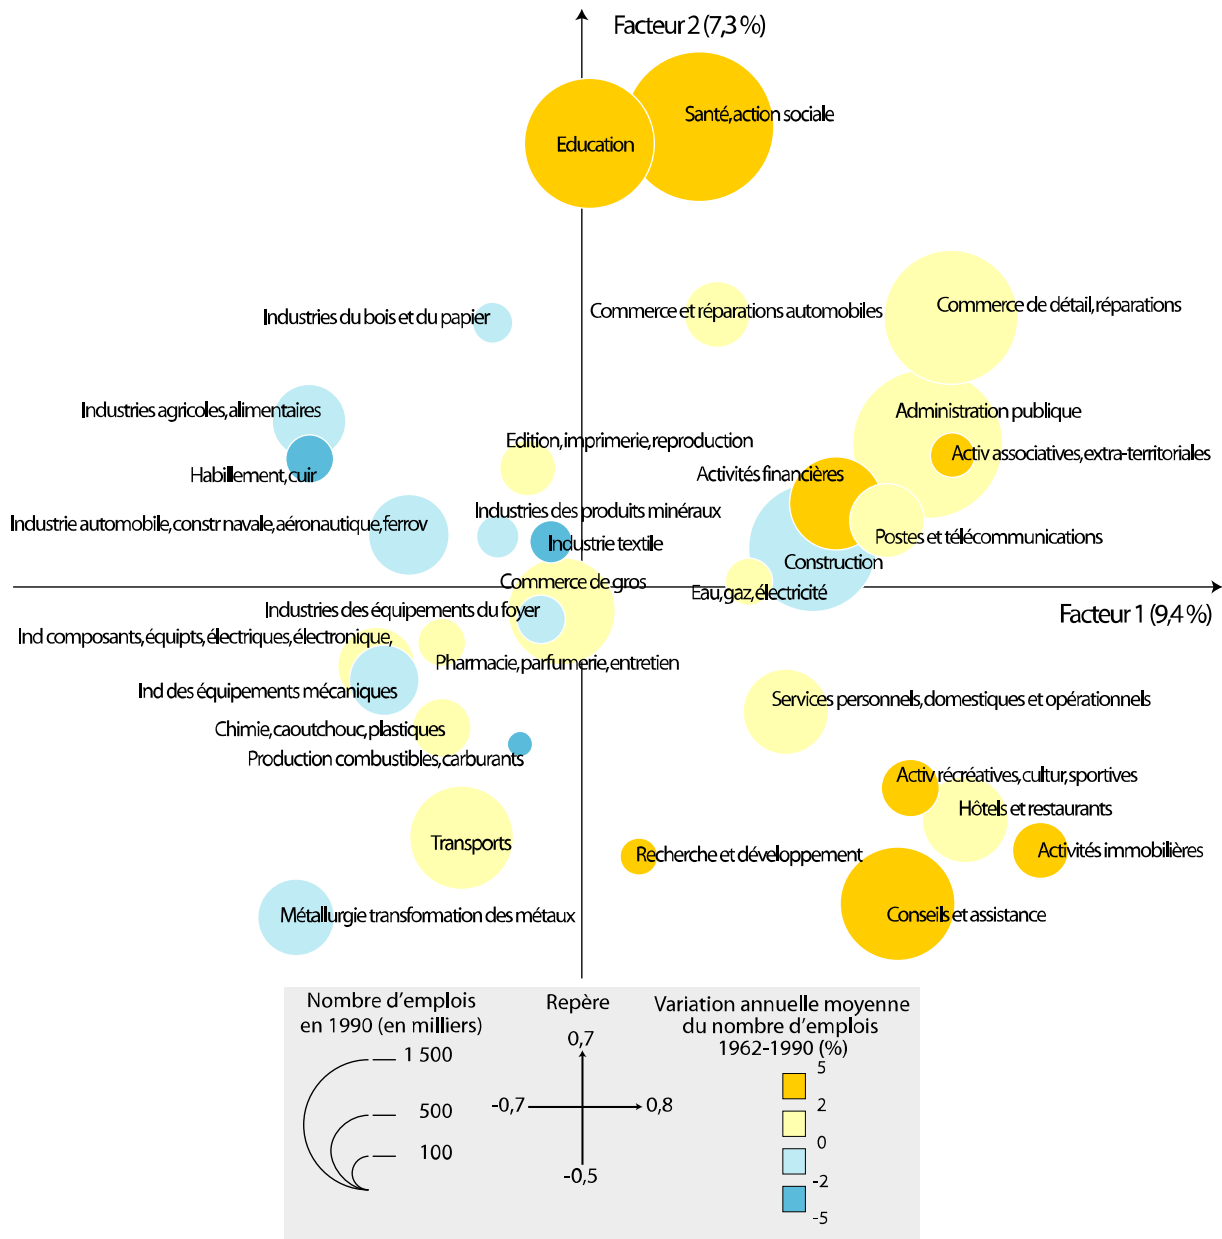 Facteur 2 (7,3 %)
Santé, action sociale
Education
Industries du bois et du papier
Commerce et réparations automobiles
Commerce de détail, réparations
Industries agricoles, alimentaires
Administration publique
Edition, imprimerie, reproduction
Activ associatives, extra-territoriales
Habillement, cuir
Activités financières
Industrie automobile, constr navale, aéronautique, ferrov
Industries des produits minéraux
Postes et télécommunications
Industrie textile
Construction
Commerce de gros
Eau, gaz, électricité
Industries des équipements du foyer
Facteur 1 (9,4 %)
Ind composants, équipts, électriques, électronique,
Pharmacie, parfumerie, entretien
Ind des équipements mécaniques
Services personnels, domestiques et opérationnels
Chimie, caoutchouc, plastiques
Production combustibles, carburants
Activ récréatives, cultur, sportives
Hôtels et restaurants
Transports
Recherche et développement
Activités immobilières
Métallurgie transformation des métaux
Conseils et assistance
Nombre d'emplois
en 1990 (en milliers)
1 500
500
100
Repère
0,7
-0,7
0,8
-0,5
Variation annuelle moyenne
du nombre d'emplois
1962-1990 (%)
5
2
0
-2
-5